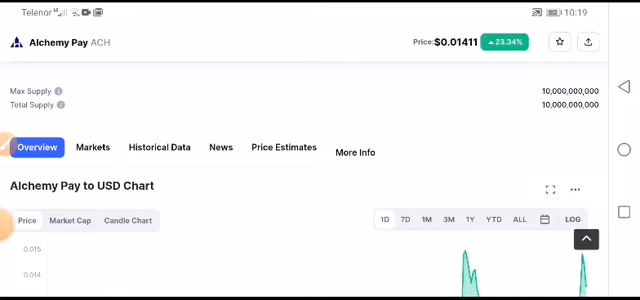 Telenor 10:19
Alchemy Pay ACH Price:$0.01411 23.34%
Max Supply 10,000,000,000
Total Supply 10,000,000,000
Overview Markets Historical Data News Price Estimates More Info
Alchemy Pay to USD Chart
Price Market Cap Candle Chart 1D 7D 1M 3M 1Y YTD ALL LOG
0.015
0.014